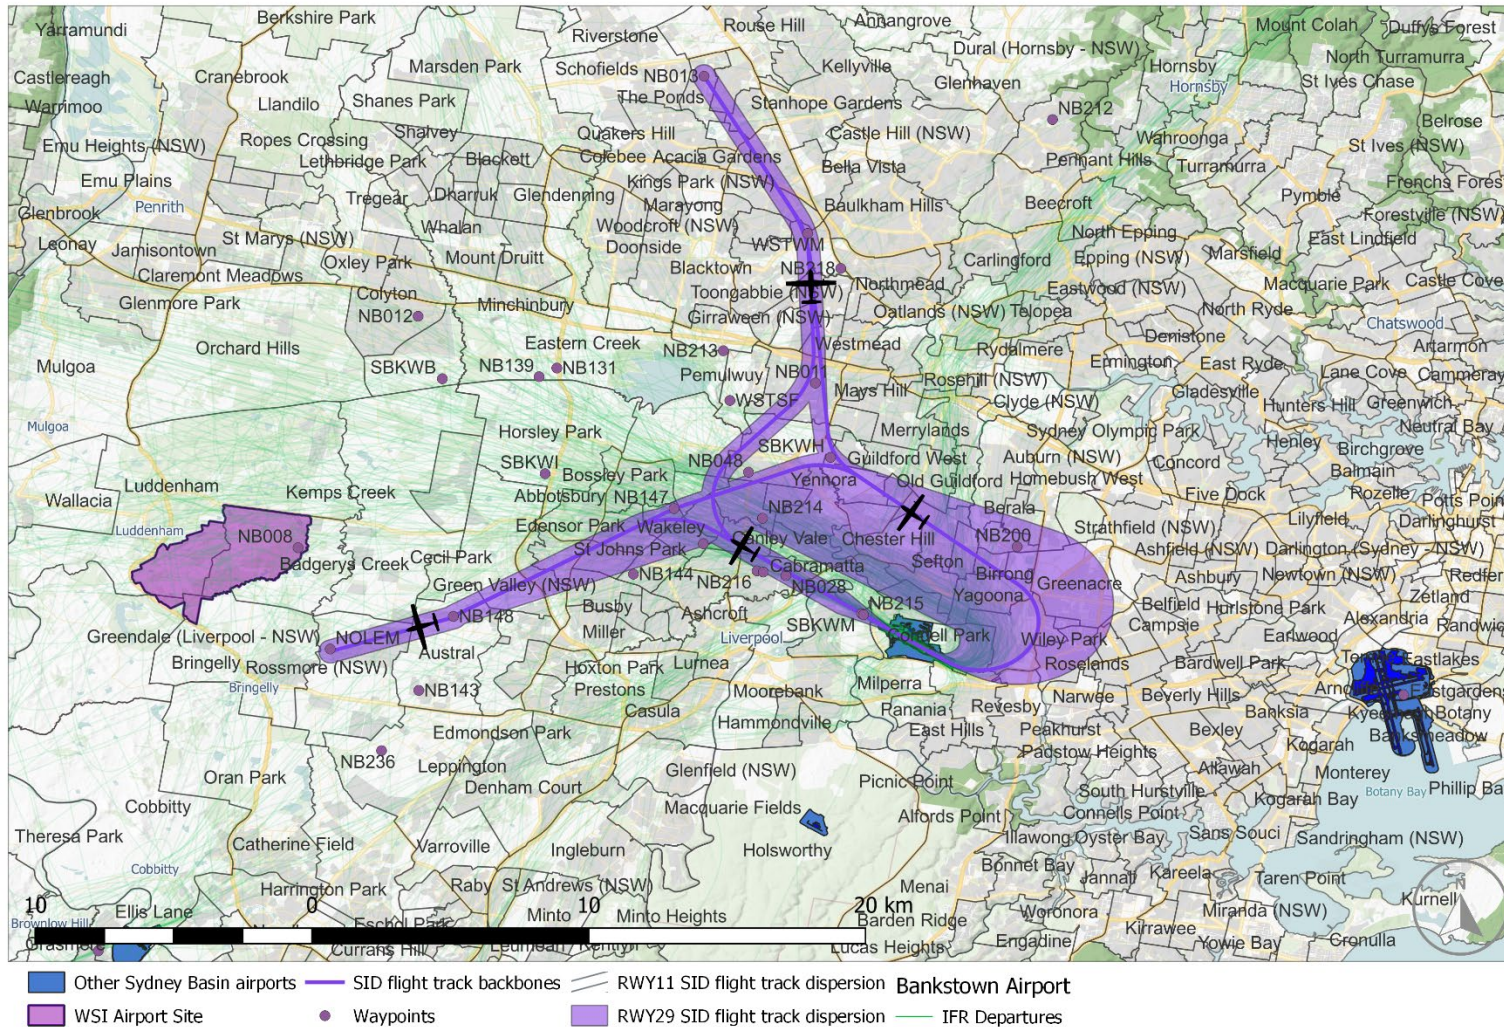 Yarramundi
Berkshire Park
Riverstone
Rouse Hill
Annangrove
Mount Colah
Duffys Forest
Castlereagh
Cranebrook
Marsden Park
Schofields
NB013
Kellyville
Dural (Hornsby - NSW)
Glenhaven
Hornsby
Hornsby
North Turramurra
St Ives Chase
Warrimoo
Llandilo
Shanes Park
The Ponds
Stanhope Gardens
NB212
Belrose
Emu Heights (NSW)
Ropes Crossing
Shalvey
Quakers Hill
Castle Hill (NSW)
Wahroonga
St Ives (NSW)
Lethbridge Park
Blackett
Colebee
Acacia Gardens
Bella Vista
Pennant Hills
Turramurra
Emu Plains
Tregear
Dharruk
Glendenning
Kings Park (NSW)
Marayong
Baulkham Hills
Beecroft
Pymble
Glenbrook
Penrith
Whalan
Woodcroft (NSW)
Doonside
WSTWM
North Epping
Forestville (NSW)
East Lindfield
Leonay
Jamisontown
St Marys (NSW)
Oxley Park
Mount Druitt
Blacktown
NB218
Carlingford
Epping (NSW)
Marsfield
Claremont Meadows
Macquarie Park
Glenmore Park
Colyton
Minchinbury
Toongabbie (NSW)
Northmead
Eastwood (NSW)
North Ryde
NB012
Girraween (NSW)
Oatlands (NSW)
Telopea
Chatswood
Orchard Hills
Eastern Creek
Westmead
Denistone
Artarmon
Mulgoa
SBKWB
NB139
NB131
NB213
Pemulwuy
NB011
Rydalmere
Ermington
East Ryde
Lane Cove
Cammeray
WSTSF
Mays Hill
Rosehill (NSW)
Clyde (NSW)
Gladesville
Hunters Hill
Greenwich
Mulgoa
Horsley Park
Merrylands
Sydney Olympic Park
Henley
Birchgrove
SBKWI
Bossley Park
NB048
SBKWH
Guildford West
Auburn (NSW)
Concord
Balmain
Wallacia
Luddenham
Kemps Creek
Abbotsbury
NB147
Yennora
Old Guildford
Homebush West
Five Dock
Rozelle
Luddenham
NB008
Edensor Park
Wakeley
NB214
Berala
Strathfield (NSW)
Lilyfield
Badgerys Creek
Cecil Park
St Johns Park
Canley Vale
Chester Hill
NB200
Ashfield (NSW)
Darlington (Sydney - NSW)
Green Valley (NSW)
NB144
NB216
Cabramatta
NB028
Sefton
Birrong
Greenacre
Ashbury
Newtown (NSW)
NB148
Busby
Ashcroft
NB215
Yagoona
Belfield
Hurlstone Park
Zetland
Greendale (Liverpool - NSW)
NOLEM
Miller
Liverpool
SBKWM
Condell Park
Wiley Park
Campsie
Earlwood
Alexandria
Bringelly
Rossmore (NSW)
Austral
Hoxton Park
Lurnea
Milperra
Roselands
Bardwell Park
Eastlakes
Bringelly
NB143
Prestons
Moorebank
Panania
Revesby
Narwee
Beverly Hills
Banksia
Botany
Casula
Hammondville
East Hills
Peakhurst
Bexley
Edmondson Park
Kogarah
NB236
Leppington
Glenfield (NSW)
Padstow Heights
Allawah
Monterey
Oran Park
Denham Court
Picnic Point
South Hurstville
Kogarah Bay
Botany Bay
Cobbitty
Macquarie Fields
Alfords Point
Connells Point
Theresa Park
Catherine Field
Varroville
Ingleburn
Holsworthy
Illawong
Oyster Bay
Sans Souci
Sandringham (NSW)
Cobbitty
Bonnet Bay
Jannali
Kareela
Taren Point
Harrington Park
Raby
St Andrews (NSW)
Menai
Kurnell
Ellis Lane
Minto
Minto Heights
Barden Ridge
Woronora
Miranda (NSW)
Brownlow Hill
Lucas Heights
Engadine
Kirrawee
Yowie Bay
Cronulla
Currans Hill
N
10 0 10 20 km
Other Sydney Basin airports
SID flight track backbones
RWY11 SID flight track dispersion
Bankstown Airport
WSI Airport Site
Waypoints
RWY29 SID flight track dispersion
IFR Departures